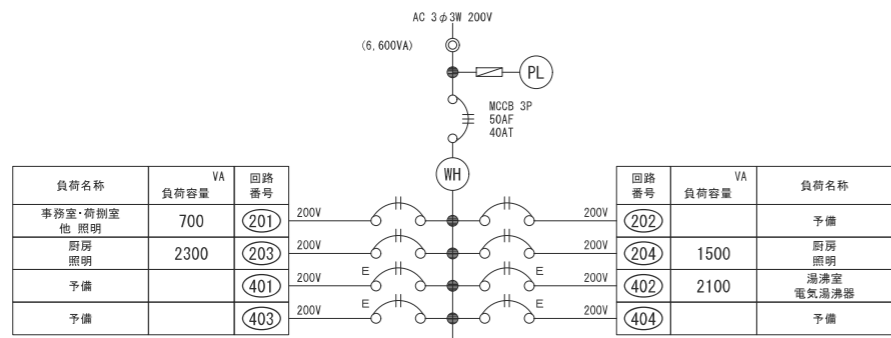 AC 3φ3W 200V
(6,600VA)
PL
MCCB 3P
50AF
40AT
WH
負荷名称 VA 負荷容量 回路番号
事務室・荷捌室 他 照明 700 201 200V
厨房 照明 2300 203 200V
予備 401 200V E
予備 403 200V E
回路番号 VA 負荷容量 負荷名称
200V 202 予備
200V 204 1500 厨房 照明
E 200V 402 2100 湯沸室 電気湯沸器
E 200V 404 予備